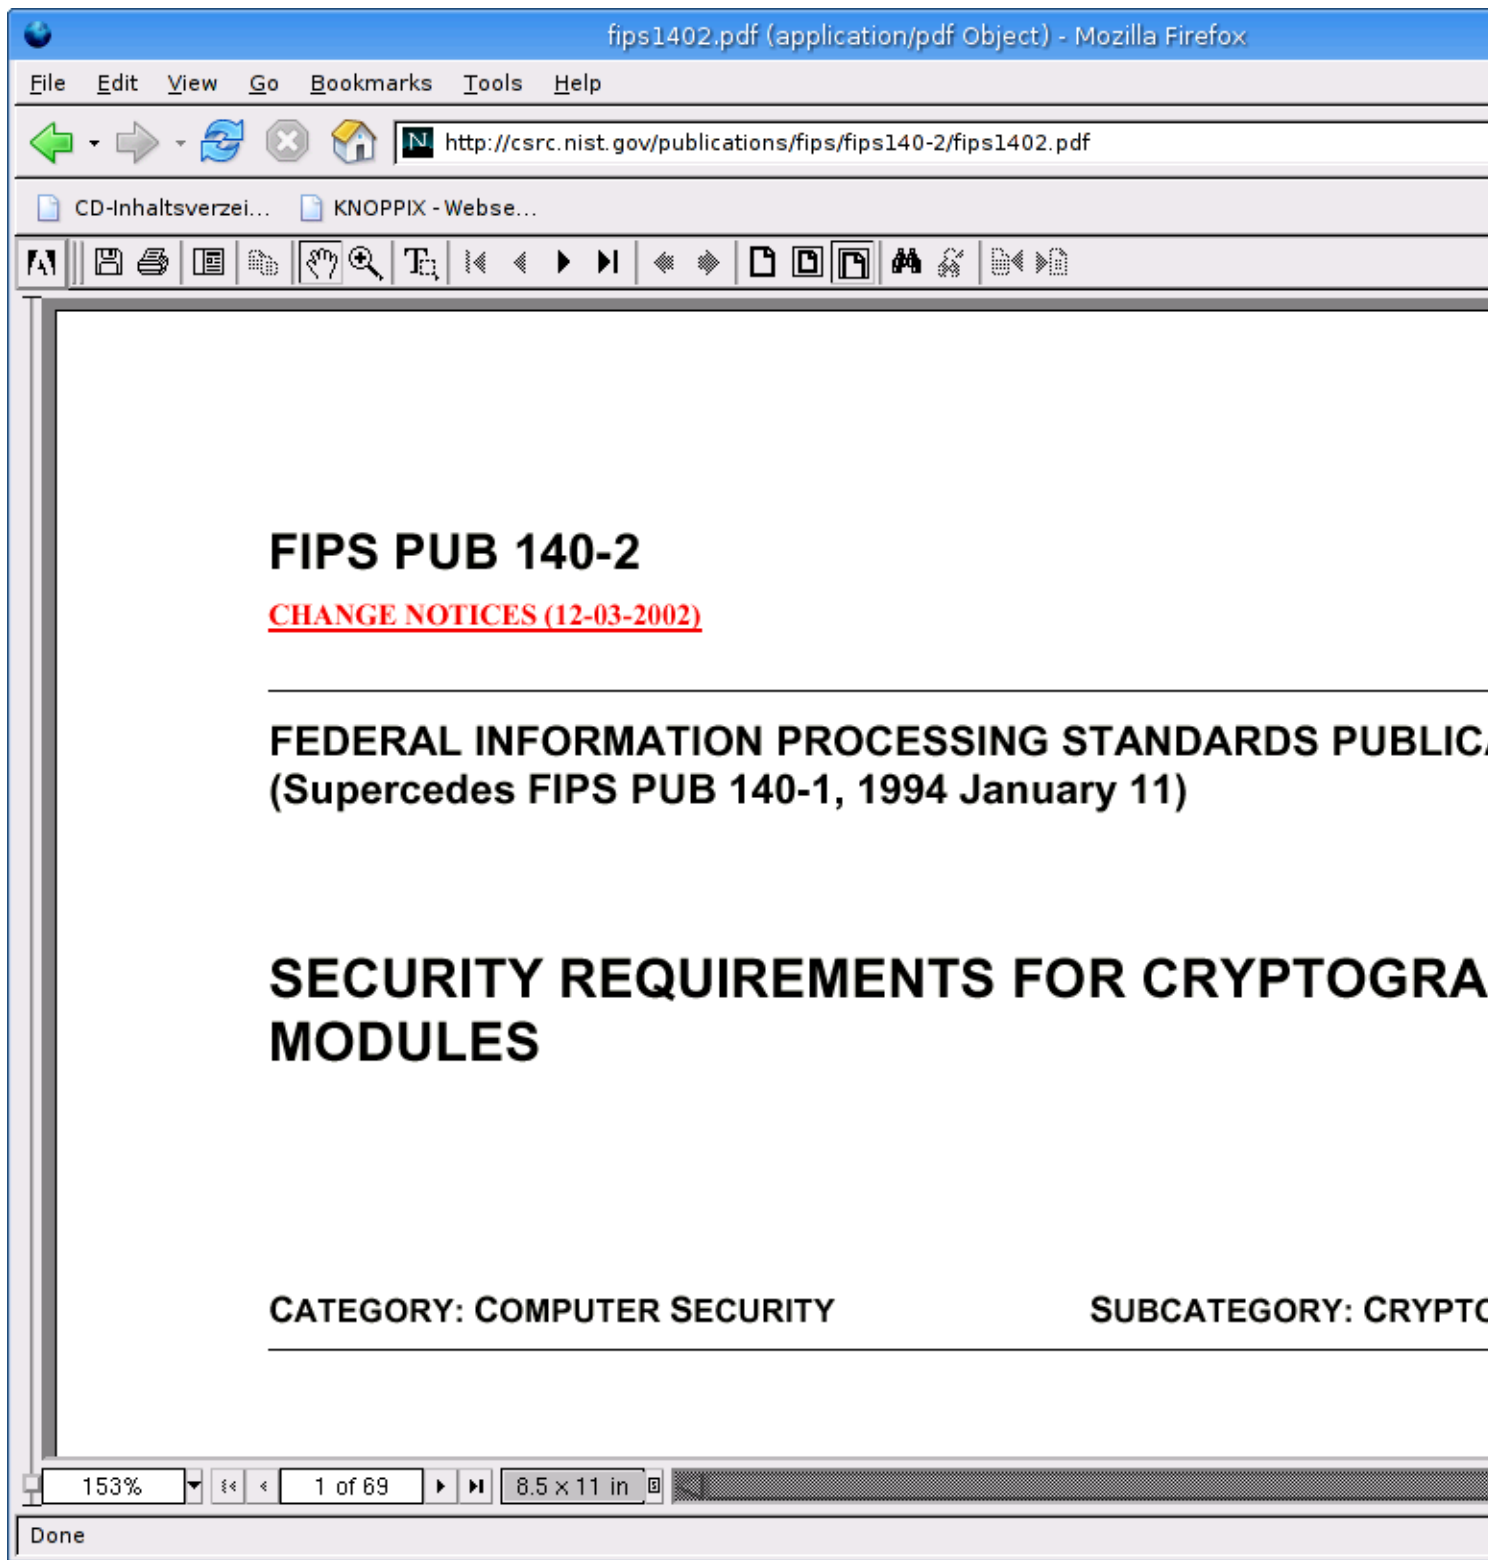 fips1402.pdf (application/pdf Object) - Mozilla Firefox
File Edit View Go Bookmarks Tools Help
N http://csrc.nist.gov/publications/fips/fips140-2/fips1402.pdf
CD-Inhaltsverzei... KNOPPIX - Webse...
FIPS PUB 140-2
CHANGE NOTICES (12-03-2002)
FEDERAL INFORMATION PROCESSING STANDARDS PUBLICA
(Supercedes FIPS PUB 140-1, 1994 January 11)
SECURITY REQUIREMENTS FOR CRYPTOGRA
MODULES
CATEGORY: COMPUTER SECURITY SUBCATEGORY: CRYPTO
153% 1 of 69 8.5 x 11 in
Done